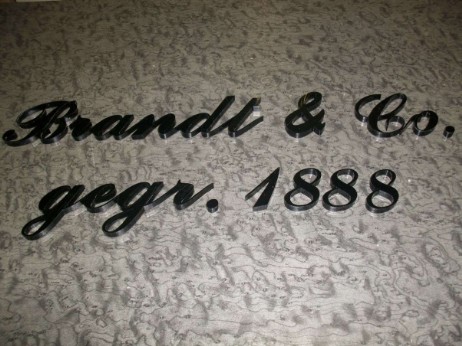 Brandt & Co.
gegr. 1888